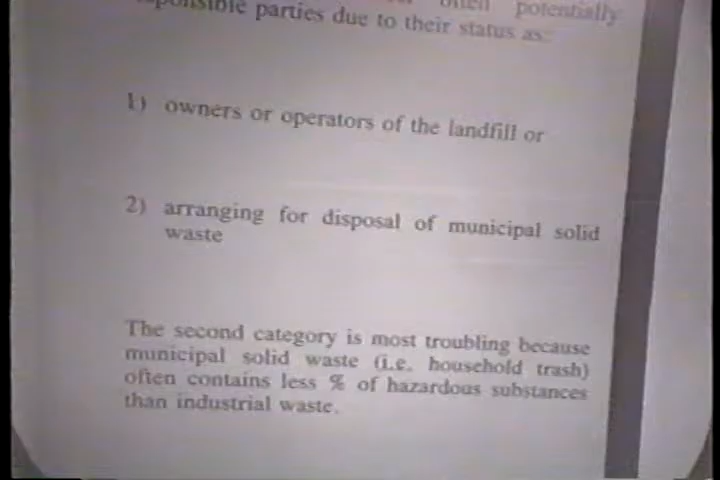 often potentially
responsible parties due to their status as:
1) owners or operators of the landfill or
2) arranging for disposal of municipal solid
waste
The second category is most troubling because
municipal solid waste (i.e. household trash)
often contains less % of hazardous substances
than industrial waste.